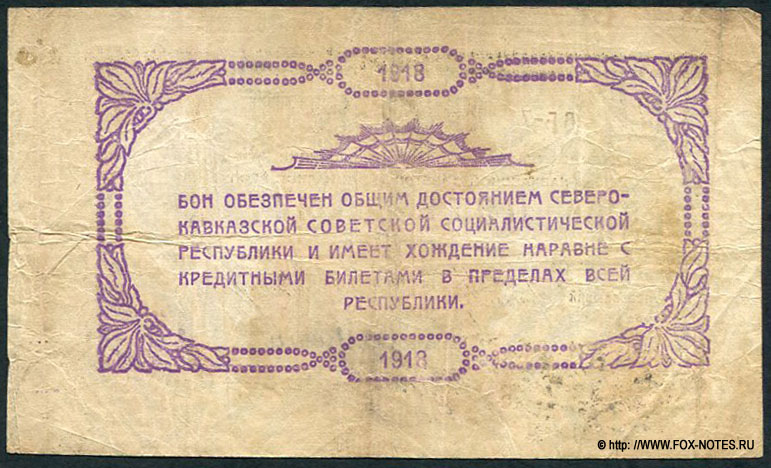 1918
БОН ОБЕЗПЕЧЕН ОБЩИМ ДОСТОЯНИЕМ СЕВЕРО-
КАВКАЗСКОЙ СОВЕТСКОЙ СОЦИАЛИСТИЧЕСКОЙ
РЕСПУБЛИКИ И ИМЕЕТ ХОЖДЕНИЕ НАРАВНЕ С
КРЕДИТНЫМИ БИЛЕТАМИ В ПРЕДЕЛАХ ВСЕЙ
РЕСПУБЛИКИ.
1918
© http: //WWW.FOX-NOTES.RU